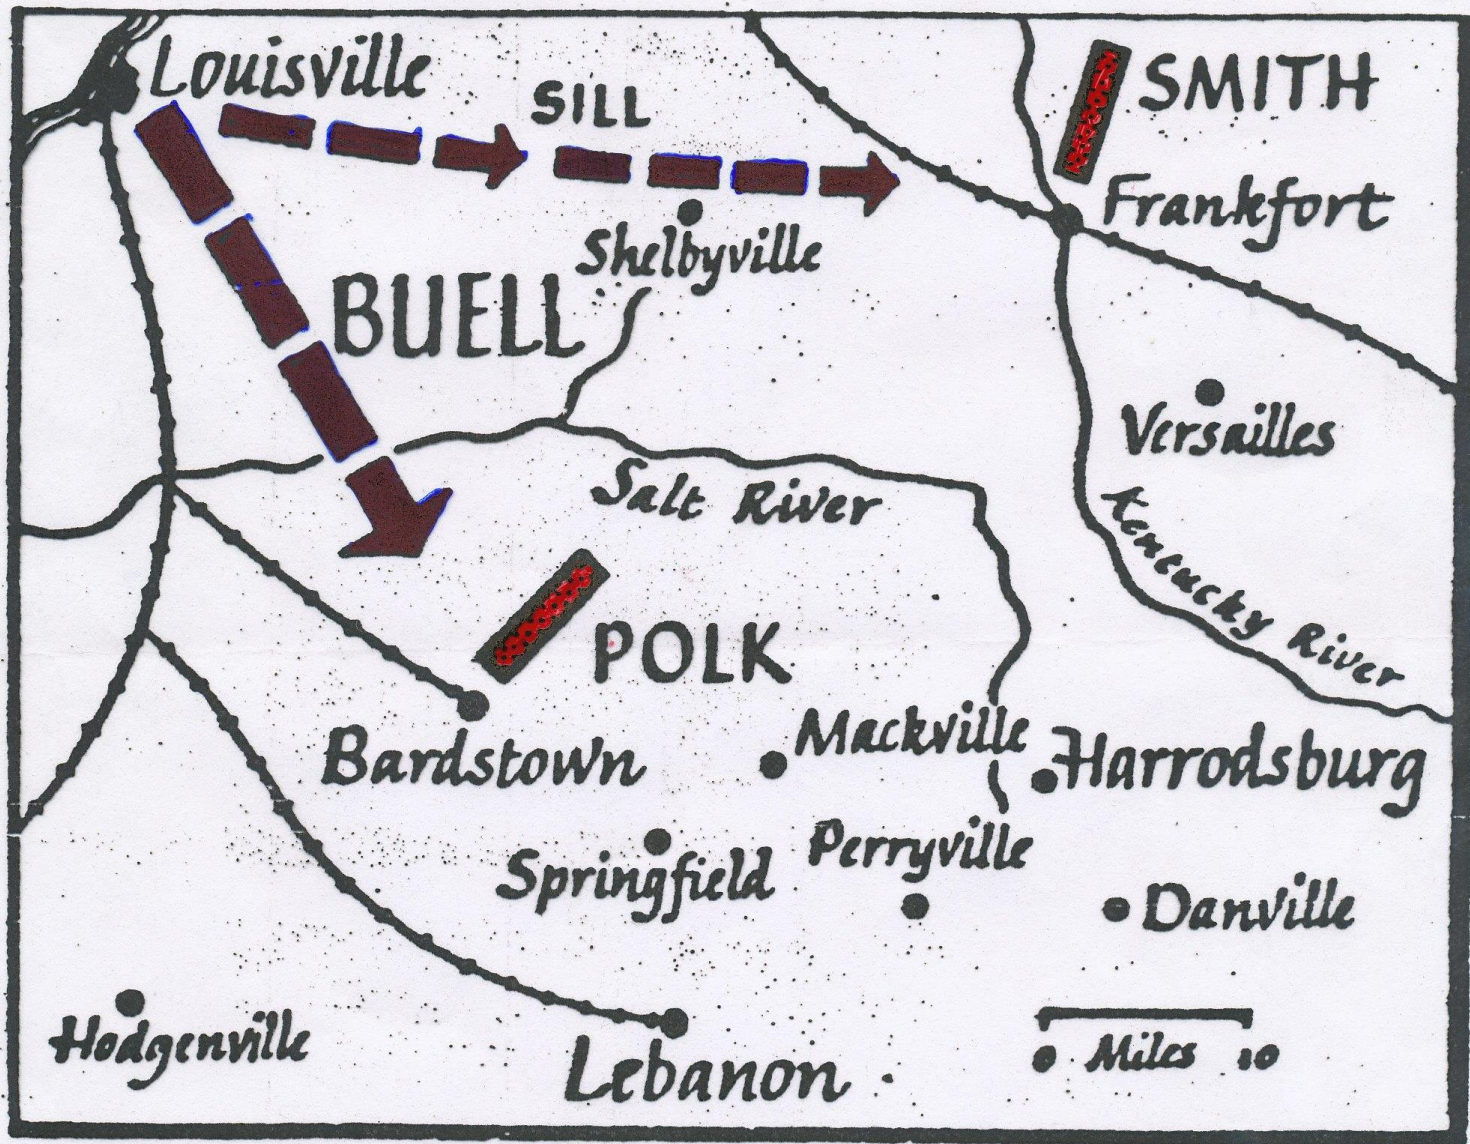 Louisville
SILL
SMITH
Frankfort
Shelbyville
BUELL
Versailles
Salt River
Kentucky River
POLK
Bardstown
Mackville
Harrodsburg
Springfield
Perryville
Danville
Hodgenville
Lebanon
0 Miles 10